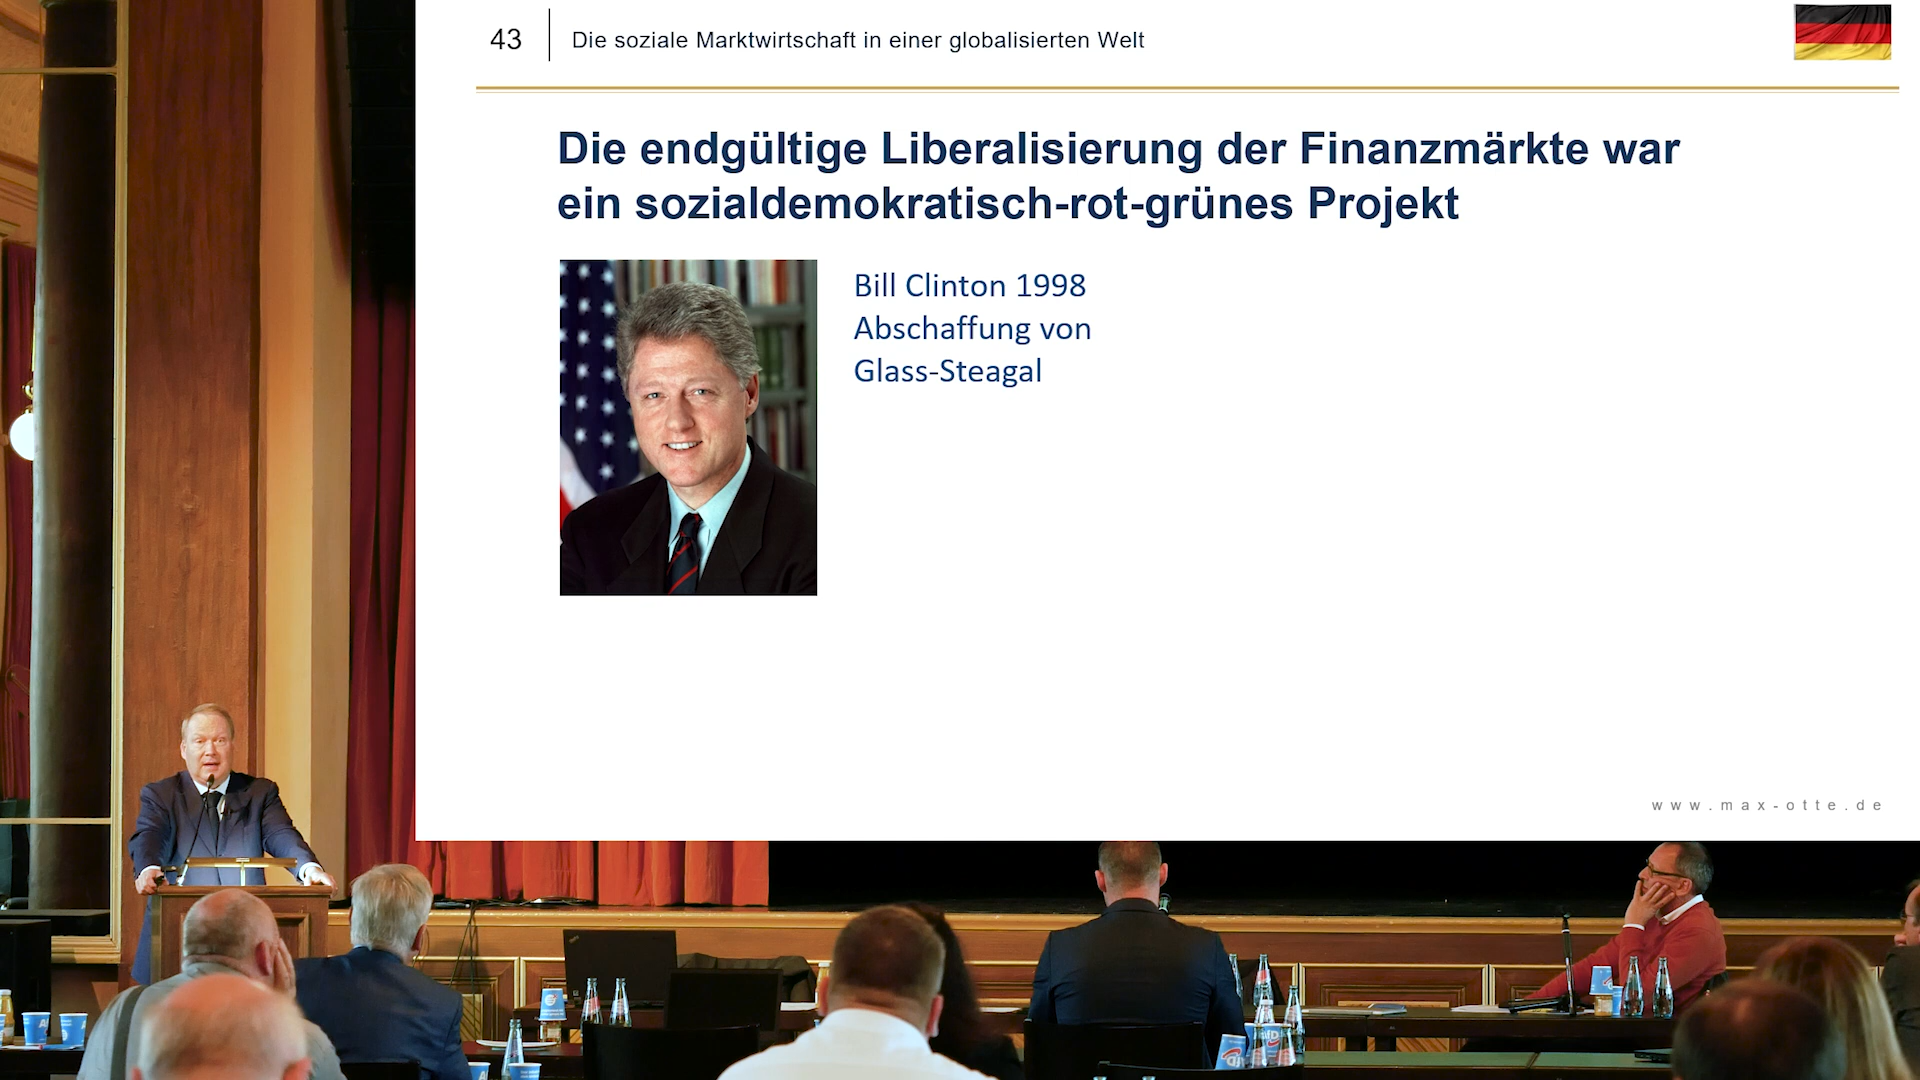 43
Die soziale Marktwirtschaft in einer globalisierten Welt
Die endgültige Liberalisierung der Finanzmärkte war
ein sozialdemokratisch-rot-grünes Projekt
Bill Clinton 1998
Abschaffung von
Glass-Steagal
www.max-otte.de
AfD